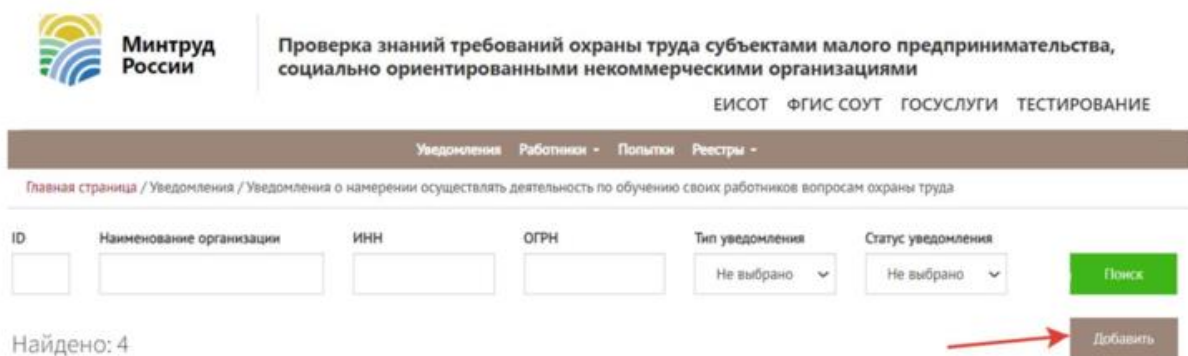 Минтруд
России
Проверка знаний требований охраны труда субъектами малого предпринимательства,
социально ориентированными некоммерческими организациями
ЕИСОТ ФГИС СОУТ ГОСУСЛУГИ ТЕСТИРОВАНИЕ
Уведомления Работники Попытки Реестры
Главная страница / Уведомления / Уведомления о намерении осуществлять деятельность по обучению своих работников вопросам охраны труда
ID Наименование организации ИНН ОГРН Тип уведомления Статус уведомления
Не выбрано Не выбрано Поиск
Найдено: 4 Добавить